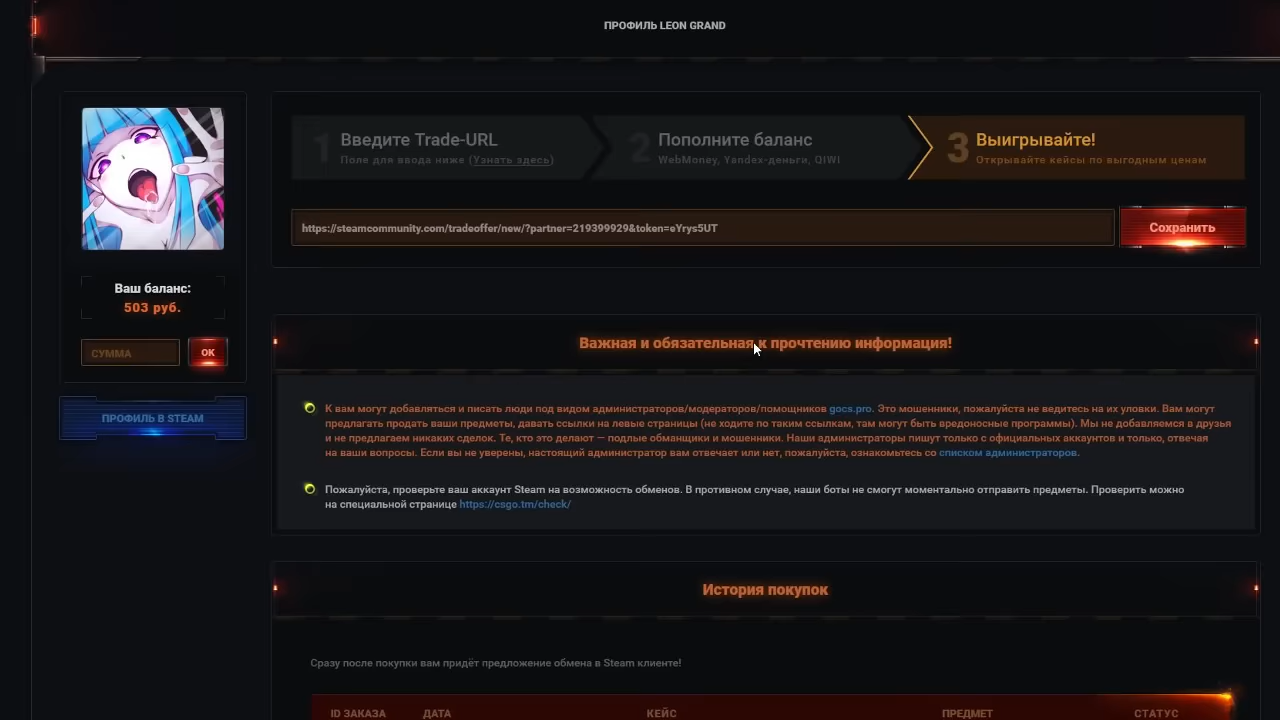 ПРОФИЛЬ LEON GRAND
1 Введите Trade-URL
Поле для ввода ниже (Узнать здесь)
2 Пополните баланс
WebMoney, Yandex-деньги, QIWI
3 Выигрывайте!
Открывайте кейсы по выгодным ценам
https://steamcommunity.com/tradeoffer/new/?partner=219399929&token=eYrys5UT
Сохранить
Ваш баланс:
503 руб.
СУММА
ОК
ПРОФИЛЬ В STEAM
Важная и обязательная к прочтению информация!
К вам могут добавляться и писать люди под видом администраторов/модераторов/помощников gocs.pro. Это мошенники, пожалуйста не ведитесь на их уловки. Вам могут
предлагать продать ваши предметы, давать ссылки на левые страницы (не ходите по таким ссылкам, там могут быть вредоносные программы). Мы не добавляемся в друзья
и не предлагаем никаких сделок. Те, кто это делают — подлые обманщики и мошенники. Наши администраторы пишут только с официальных аккаунтов и только, отвечая
на ваши вопросы. Если вы не уверены, настоящий администратор вам отвечает или нет, пожалуйста, ознакомьтесь со списком администраторов.
Пожалуйста, проверьте ваш аккаунт Steam на возможность обменов. В противном случае, наши боты не смогут моментально отправить предметы. Проверить можно
на специальной странице https://csgo.tm/check/
История покупок
Сразу после покупки вам придёт предложение обмена в Steam клиенте!
ID ЗАКАЗА ДАТА КЕЙС ПРЕДМЕТ СТАТУС